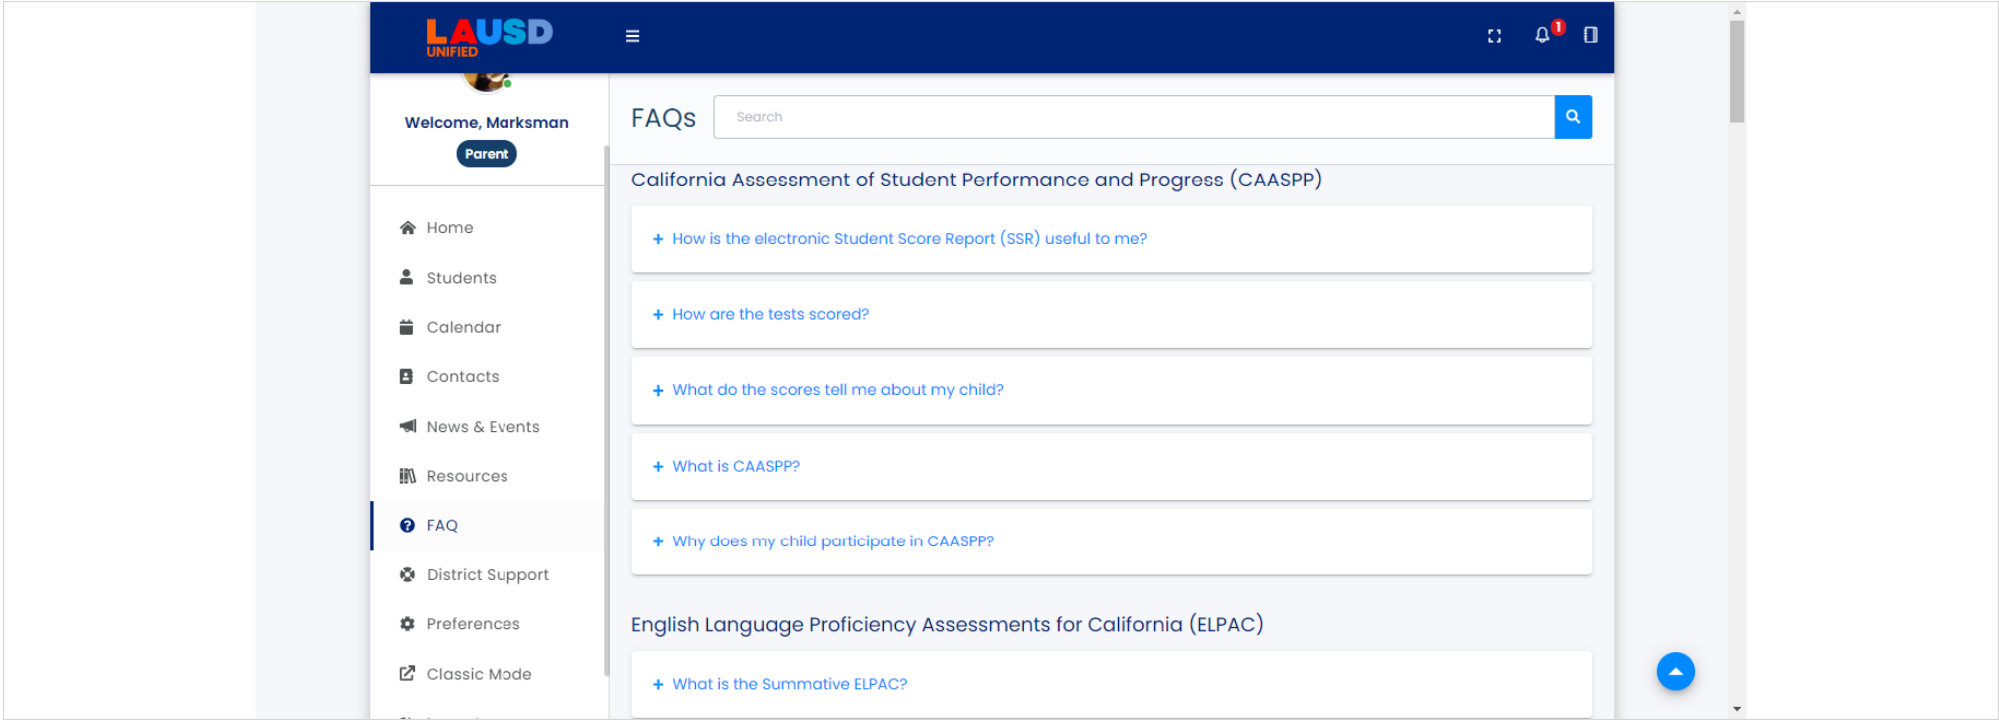 LAUSD
UNIFIED
1
Welcome, Marksman
Parent
Home
Students
Calendar
Contacts
News & Events
Resources
FAQ
District Support
Preferences
Classic Mode
FAQs
Search
California Assessment of Student Performance and Progress (CAASPP)
+ How is the electronic Student Score Report (SSR) useful to me?
+ How are the tests scored?
+ What do the scores tell me about my child?
+ What is CAASPP?
+ Why does my child participate in CAASPP?
English Language Proficiency Assessments for California (ELPAC)
+ What is the Summative ELPAC?